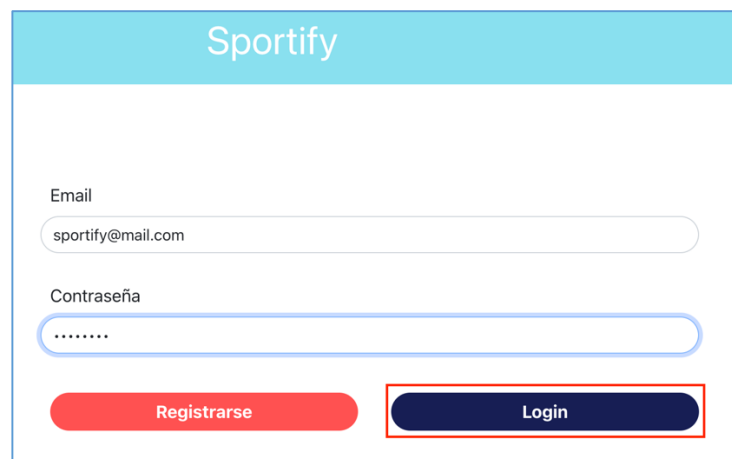 Sportify
Email
sportify@mail.com
Contraseña
........
Registrarse Login